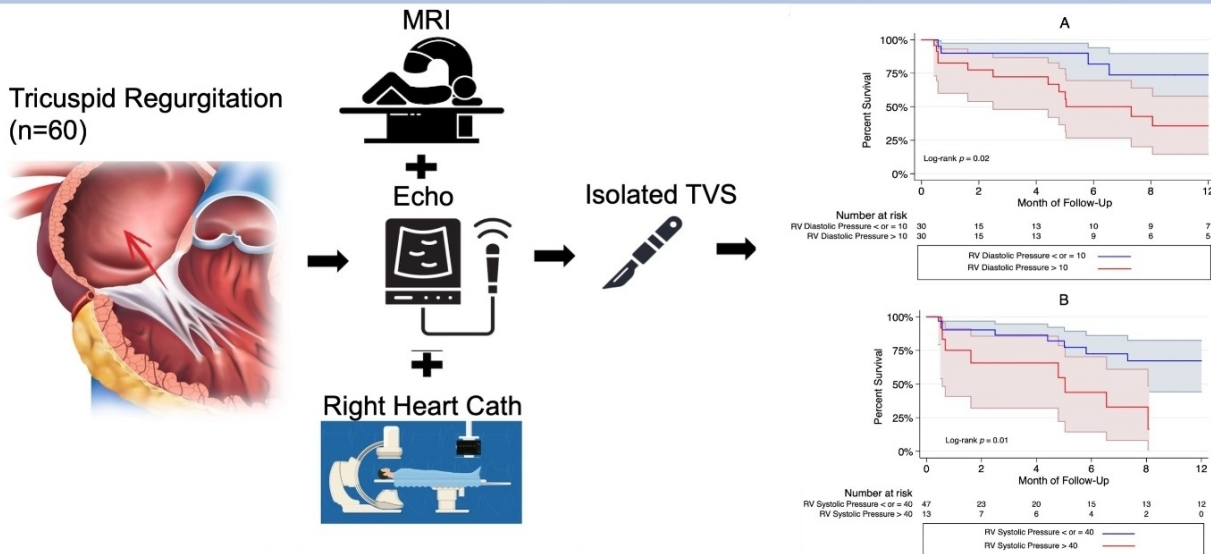 Tricuspid Regurgitation
(n=60)
MRI
Echo
Right Heart Cath
Isolated TVS
A
100%
75%
50%
25%
0%
Percent Survival
Log-rank p = 0.02
0 2 4 6 8 12
Month of Follow-Up
Number at risk
RV Diastolic Pressure < or = 10 30 15 13 10 9 7
RV Diastolic Pressure > 10 30 15 13 9 6 5
RV Diastolic Pressure < or = 10
RV Diastolic Pressure > 10
B
100%
75%
50%
25%
0%
Percent Survival
Log-rank p = 0.01
0 2 4 6 8 12
Month of Follow-Up
Number at risk
RV Systolic Pressure < or = 40 47 23 20 15 13 12
RV Systolic Pressure > 40 13 7 6 4 2 0
RV Systolic Pressure < or = 40
RV Systolic Pressure > 40